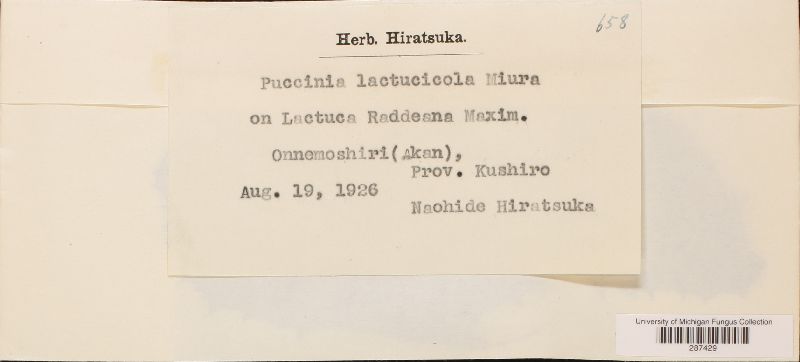 658
Herb. Hiratsuka.
Puccinia lactucicola Miura
on Lactuca Raddeana Maxim.
Onnemoshiri(Akan),
Prov. Kushiro
Aug. 19, 1926
Naohide Hiratsuka
University of Michigan Fungus Collection
287429